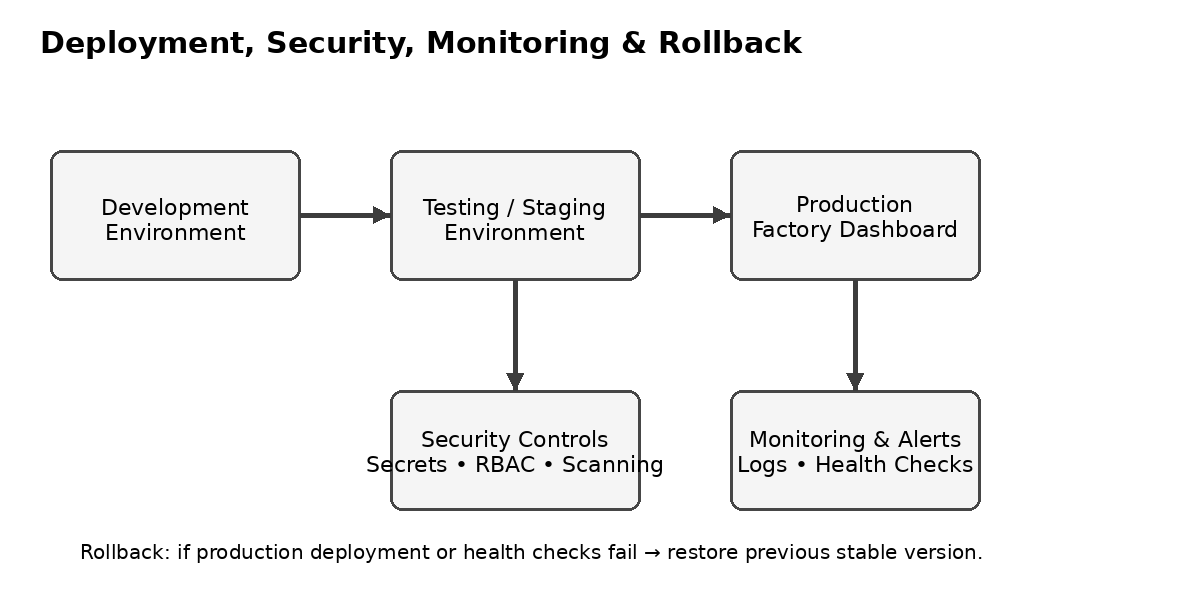 Deployment, Security, Monitoring & Rollback
Development
Environment
Testing / Staging
Environment
Production
Factory Dashboard
Security Controls
Secrets • RBAC • Scanning
Monitoring & Alerts
Logs • Health Checks
Rollback: if production deployment or health checks fail → restore previous stable version.